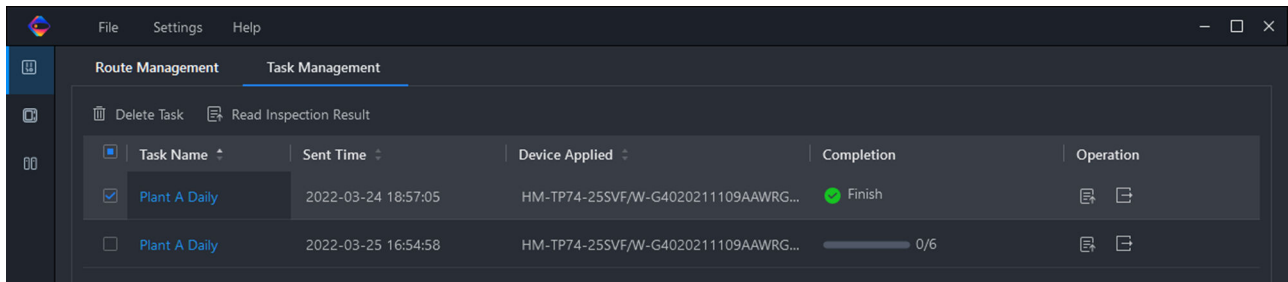 File Settings Help
Route Management Task Management
Delete Task Read Inspection Result
Task Name Sent Time Device Applied Completion Operation
Plant A Daily 2022-03-24 18:57:05 HM-TP74-25SVF/W-G4020211109AAWRG... Finish
Plant A Daily 2022-03-25 16:54:58 HM-TP74-25SVF/W-G4020211109AAWRG... 0/6